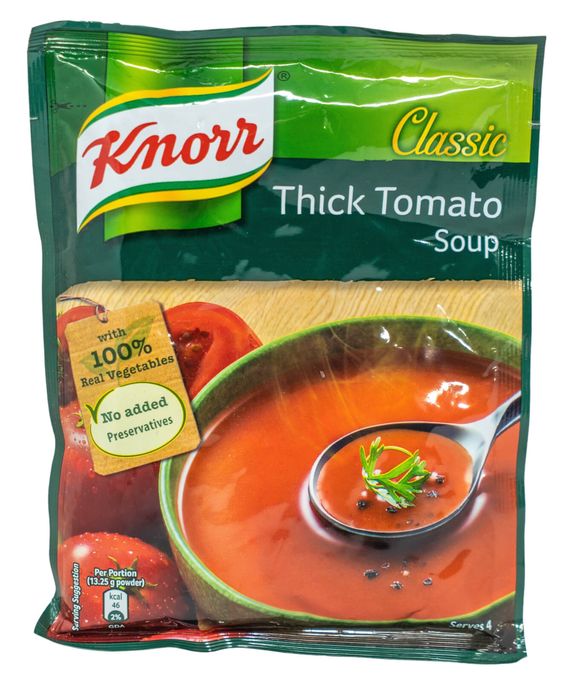 Knorr
®
Classic
Thick Tomato
Soup
with
100%
Real Vegetables
No added
Preservatives
Per Portion
(13.25 g powder)
kcal
46
2%
GDA
Serving Suggestion
Serves 4